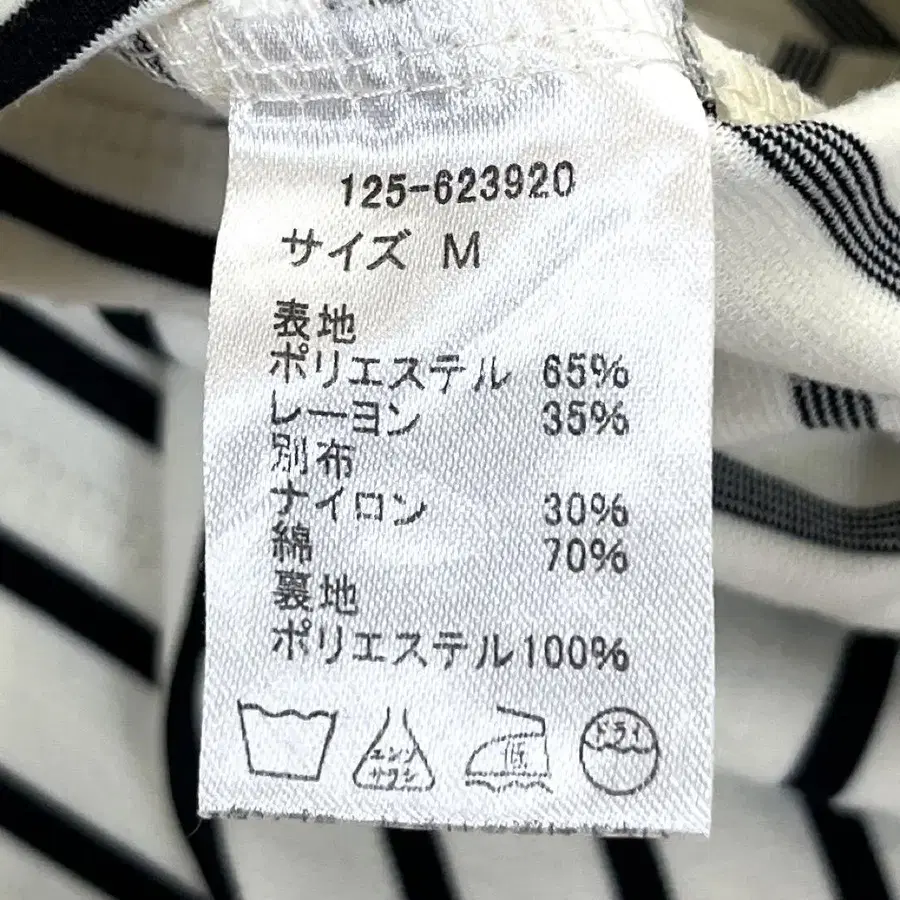 125-623920
サイズ M
表地
ポリエステル 65%
レーヨン 35%
別布
ナイロン 30%
綿 70%
裏地
ポリエステル100%
エンソ
サラシ
低
ドライ